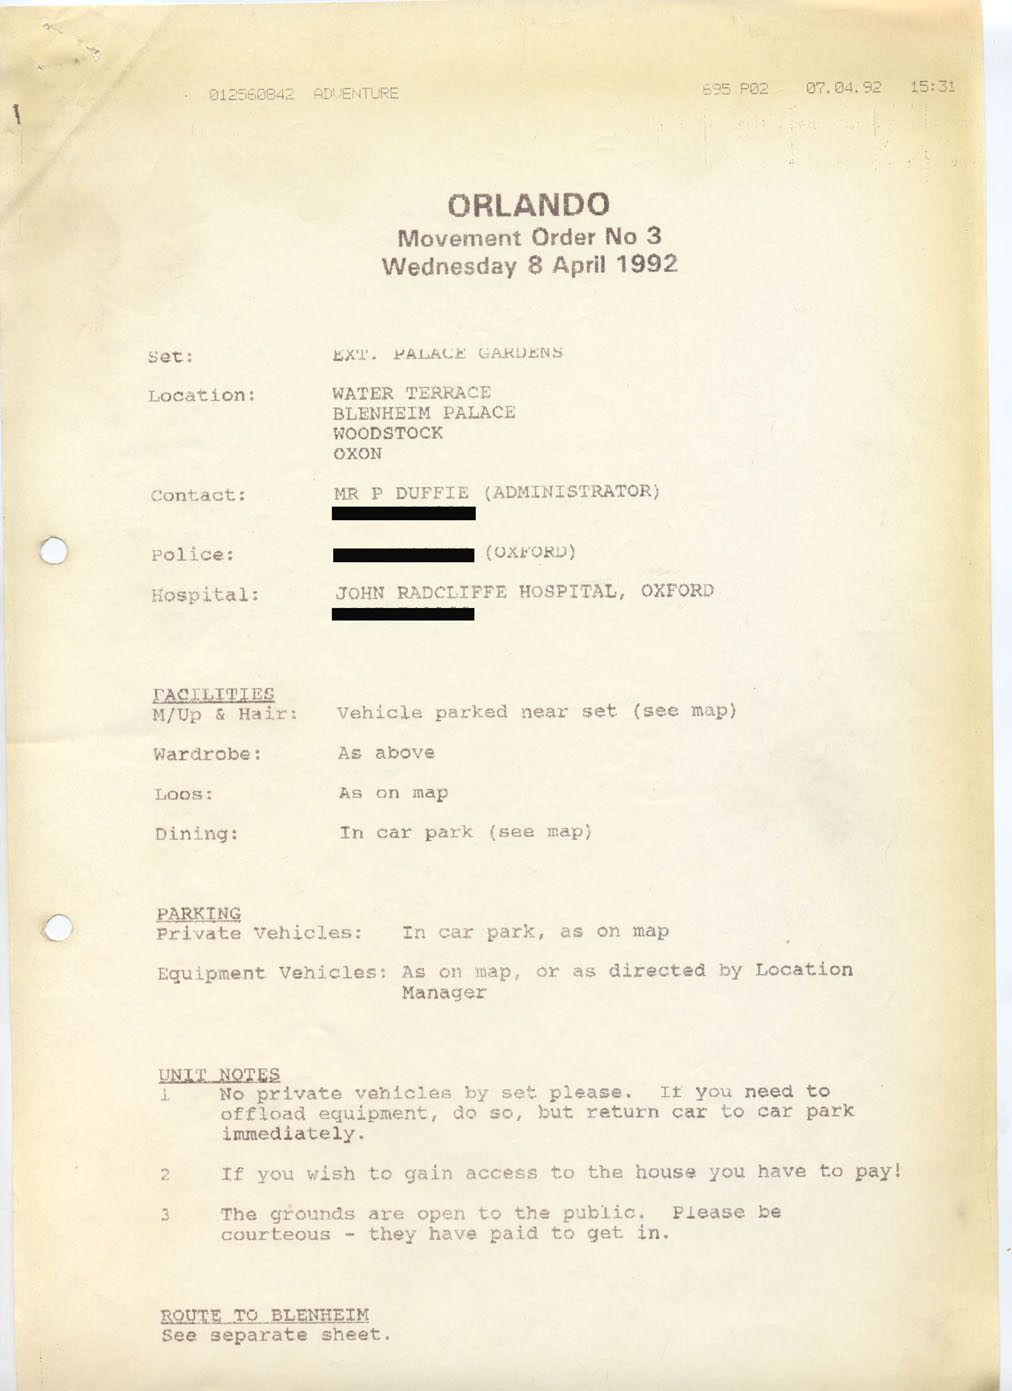 012560842 ADVENTURE 695 P02 07.04.92 15:31
ORLANDO
Movement Order No 3
Wednesday 8 April 1992
Set: EXT. PALACE GARDENS
Location: WATER TERRACE
BLENHEIM PALACE
WOODSTOCK
OXON
Contact: MR P DUFFIE (ADMINISTRATOR)
Police: (OXFORD)
Hospital: JOHN RADCLIFFE HOSPITAL, OXFORD
FACILITIES
M/Up & Hair: Vehicle parked near set (see map)
Wardrobe: As above
Loos: As on map
Dining: In car park (see map)
PARKING
Private Vehicles: In car park, as on map
Equipment Vehicles: As on map, or as directed by Location
Manager
UNIT NOTES
1 No private vehicles by set please. If you need to
offload equipment, do so, but return car to car park
immediately.
2 If you wish to gain access to the house you have to pay!
3 The grounds are open to the public. Please be
courteous - they have paid to get in.
ROUTE TO BLENHEIM
See separate sheet.